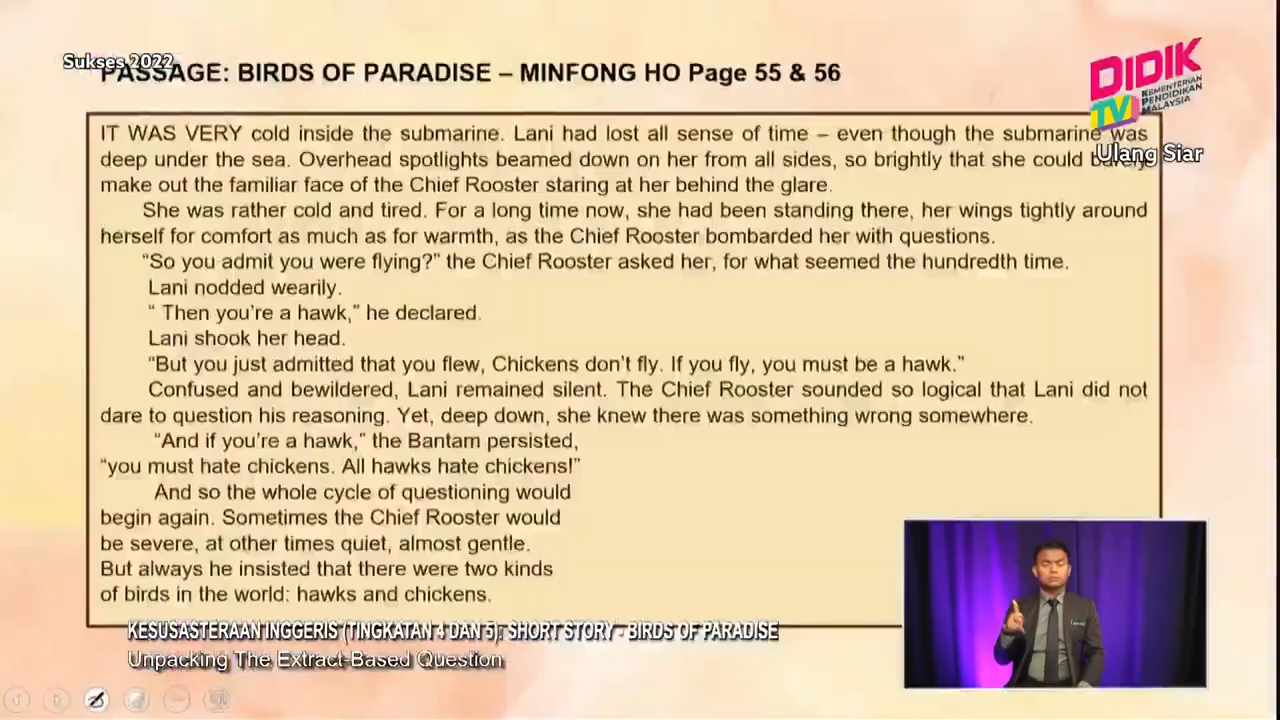 Sukses 2022
PASSAGE: BIRDS OF PARADISE – MINFONG HO Page 55 & 56
DIDIK
TV
KEMENTERIAN
PENDIDIKAN
MALAYSIA
Ulang Siar
IT WAS VERY cold inside the submarine. Lani had lost all sense of time – even though the submarine was
deep under the sea. Overhead spotlights beamed down on her from all sides, so brightly that she could barely
make out the familiar face of the Chief Rooster staring at her behind the glare.
She was rather cold and tired. For a long time now, she had been standing there, her wings tightly around
herself for comfort as much as for warmth, as the Chief Rooster bombarded her with questions.
“So you admit you were flying?” the Chief Rooster asked her, for what seemed the hundredth time.
Lani nodded wearily.
“ Then you’re a hawk,” he declared.
Lani shook her head.
“But you just admitted that you flew, Chickens don’t fly. If you fly, you must be a hawk.”
Confused and bewildered, Lani remained silent. The Chief Rooster sounded so logical that Lani did not
dare to question his reasoning. Yet, deep down, she knew there was something wrong somewhere.
“And if you’re a hawk,” the Bantam persisted,
“you must hate chickens. All hawks hate chickens!”
And so the whole cycle of questioning would
begin again. Sometimes the Chief Rooster would
be severe, at other times quiet, almost gentle.
But always he insisted that there were two kinds
of birds in the world: hawks and chickens.
KESUSASTERAAN INGGERIS (TINGKATAN 4 DAN 5): SHORT STORY - BIRDS OF PARADISE
Unpacking The Extract-Based Question